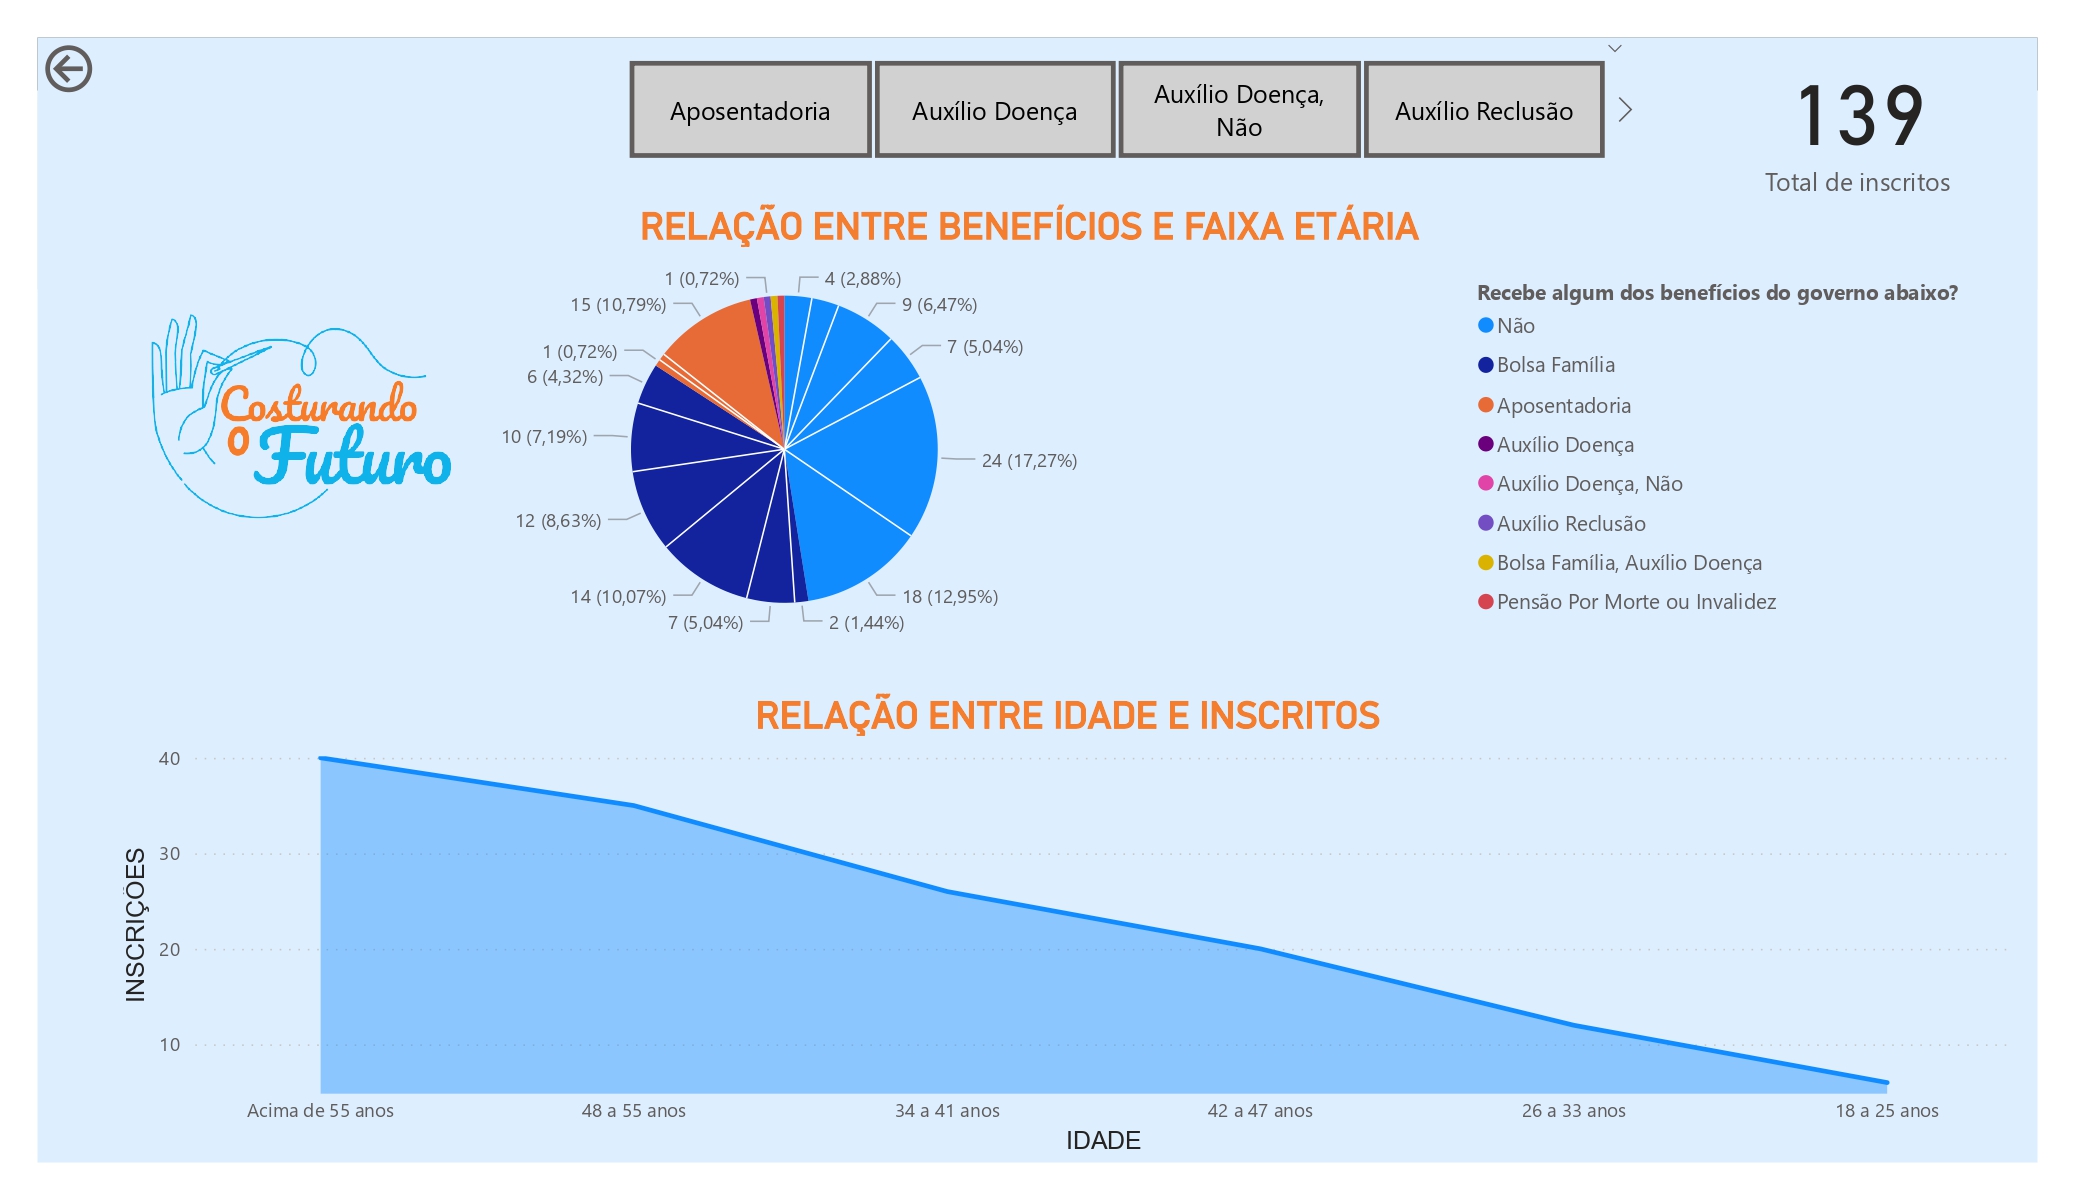 Aposentadoria
Auxílio Doença
Auxílio Doença,
Não
Auxílio Reclusão
139
Total de inscritos
RELAÇÃO ENTRE BENEFÍCIOS E FAIXA ETÁRIA
Costurando
o Futuro
1 (0,72%)
4 (2,88%)
15 (10,79%)
9 (6,47%)
1 (0,72%)
7 (5,04%)
6 (4,32%)
10 (7,19%)
24 (17,27%)
12 (8,63%)
14 (10,07%)
18 (12,95%)
7 (5,04%)
2 (1,44%)
Recebe algum dos benefícios do governo abaixo?
Não
Bolsa Família
Aposentadoria
Auxílio Doença
Auxílio Doença, Não
Auxílio Reclusão
Bolsa Família, Auxílio Doença
Pensão Por Morte ou Invalidez
RELAÇÃO ENTRE IDADE E INSCRITOS
INSCRIÇÕES
40
30
20
10
Acima de 55 anos
48 a 55 anos
34 a 41 anos
42 a 47 anos
26 a 33 anos
18 a 25 anos
IDADE